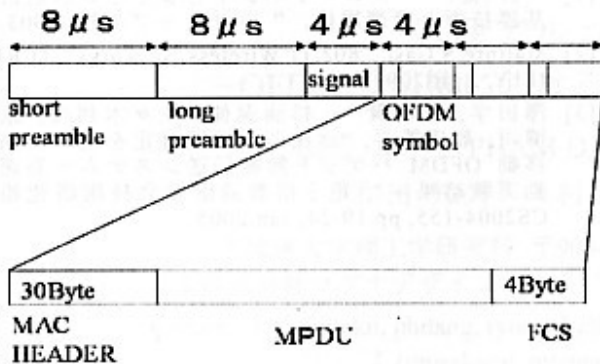 8μs 8μs 4μs 4μs
signal
short preamble
long preamble
OFDM symbol
30Byte
4Byte
MAC HEADER
MPDU
FCS